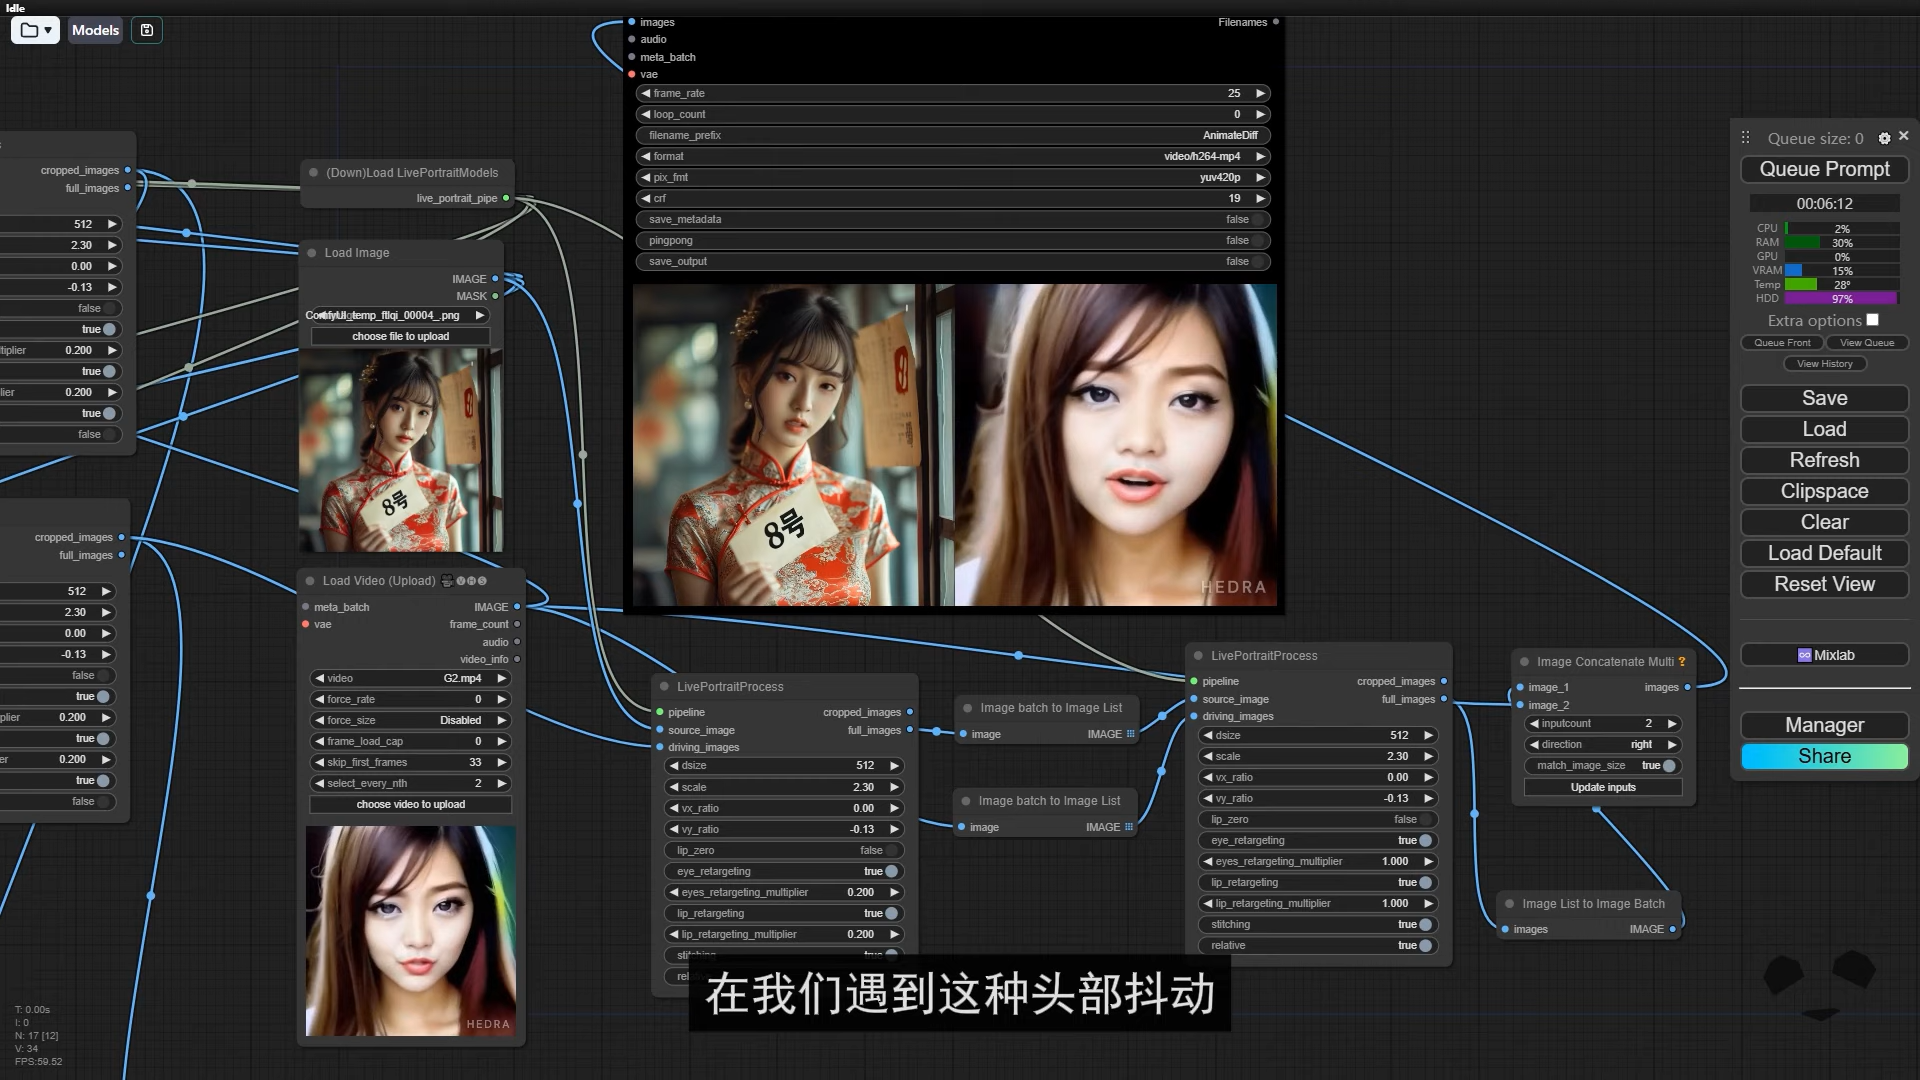 Idle
Models
cropped_images
full_images
512
2.30
0.00
-0.13
false
true
tiplier 0.200
true
lier 0.200
true
false
cropped_images
full_images
512
2.30
0.00
-0.13
false
true
plier 0.200
true
er 0.200
true
false
T: 0.00s
I: 0
N: 17 [12]
V: 34
FPS:59.52
(Down)Load LivePortraitModels
live_portrait_pipe
Load Image
IMAGE
MASK
ComfyUI_temp_ftlqi_00004_.png
choose file to upload
8号
Load Video (Upload) VHS
meta_batch IMAGE
vae frame_count
audio
video_info
video G2.mp4
force_rate 0
force_size Disabled
frame_load_cap 0
skip_first_frames 33
select_every_nth 2
choose video to upload
HEDRA
images Filenames
audio
meta_batch
vae
frame_rate 25
loop_count 0
filename_prefix AnimateDiff
format video/h264-mp4
pix_fmt yuv420p
crf 19
save_metadata false
pingpong false
save_output false
8号
HEDRA
LivePortraitProcess
pipeline cropped_images
source_image full_images
driving_images
dsize 512
scale 2.30
vx_ratio 0.00
vy_ratio -0.13
lip_zero false
eye_retargeting true
eyes_retargeting_multiplier 0.200
lip_retargeting true
lip_retargeting_multiplier 0.200
Image batch to Image List
image IMAGE
Image batch to Image List
image IMAGE
LivePortraitProcess
pipeline cropped_images
source_image full_images
driving_images
dsize 512
scale 2.30
vx_ratio 0.00
vy_ratio -0.13
lip_zero false
eye_retargeting true
eyes_retargeting_multiplier 1.000
lip_retargeting true
lip_retargeting_multiplier 1.000
stitching true
relative true
Image Concatenate Multi ?
image_1 images
image_2
inputcount 2
direction right
match_image_size true
Update inputs
Image List to Image Batch
images IMAGE
Queue size: 0
Queue Prompt
00:06:12
CPU 2%
RAM 30%
GPU 0%
VRAM 15%
Temp 28°
HDD 97%
Extra options
Queue Front View Queue
View History
Save
Load
Refresh
Clipspace
Clear
Load Default
Reset View
Mixlab
Manager
Share
在我们遇到这种头部抖动